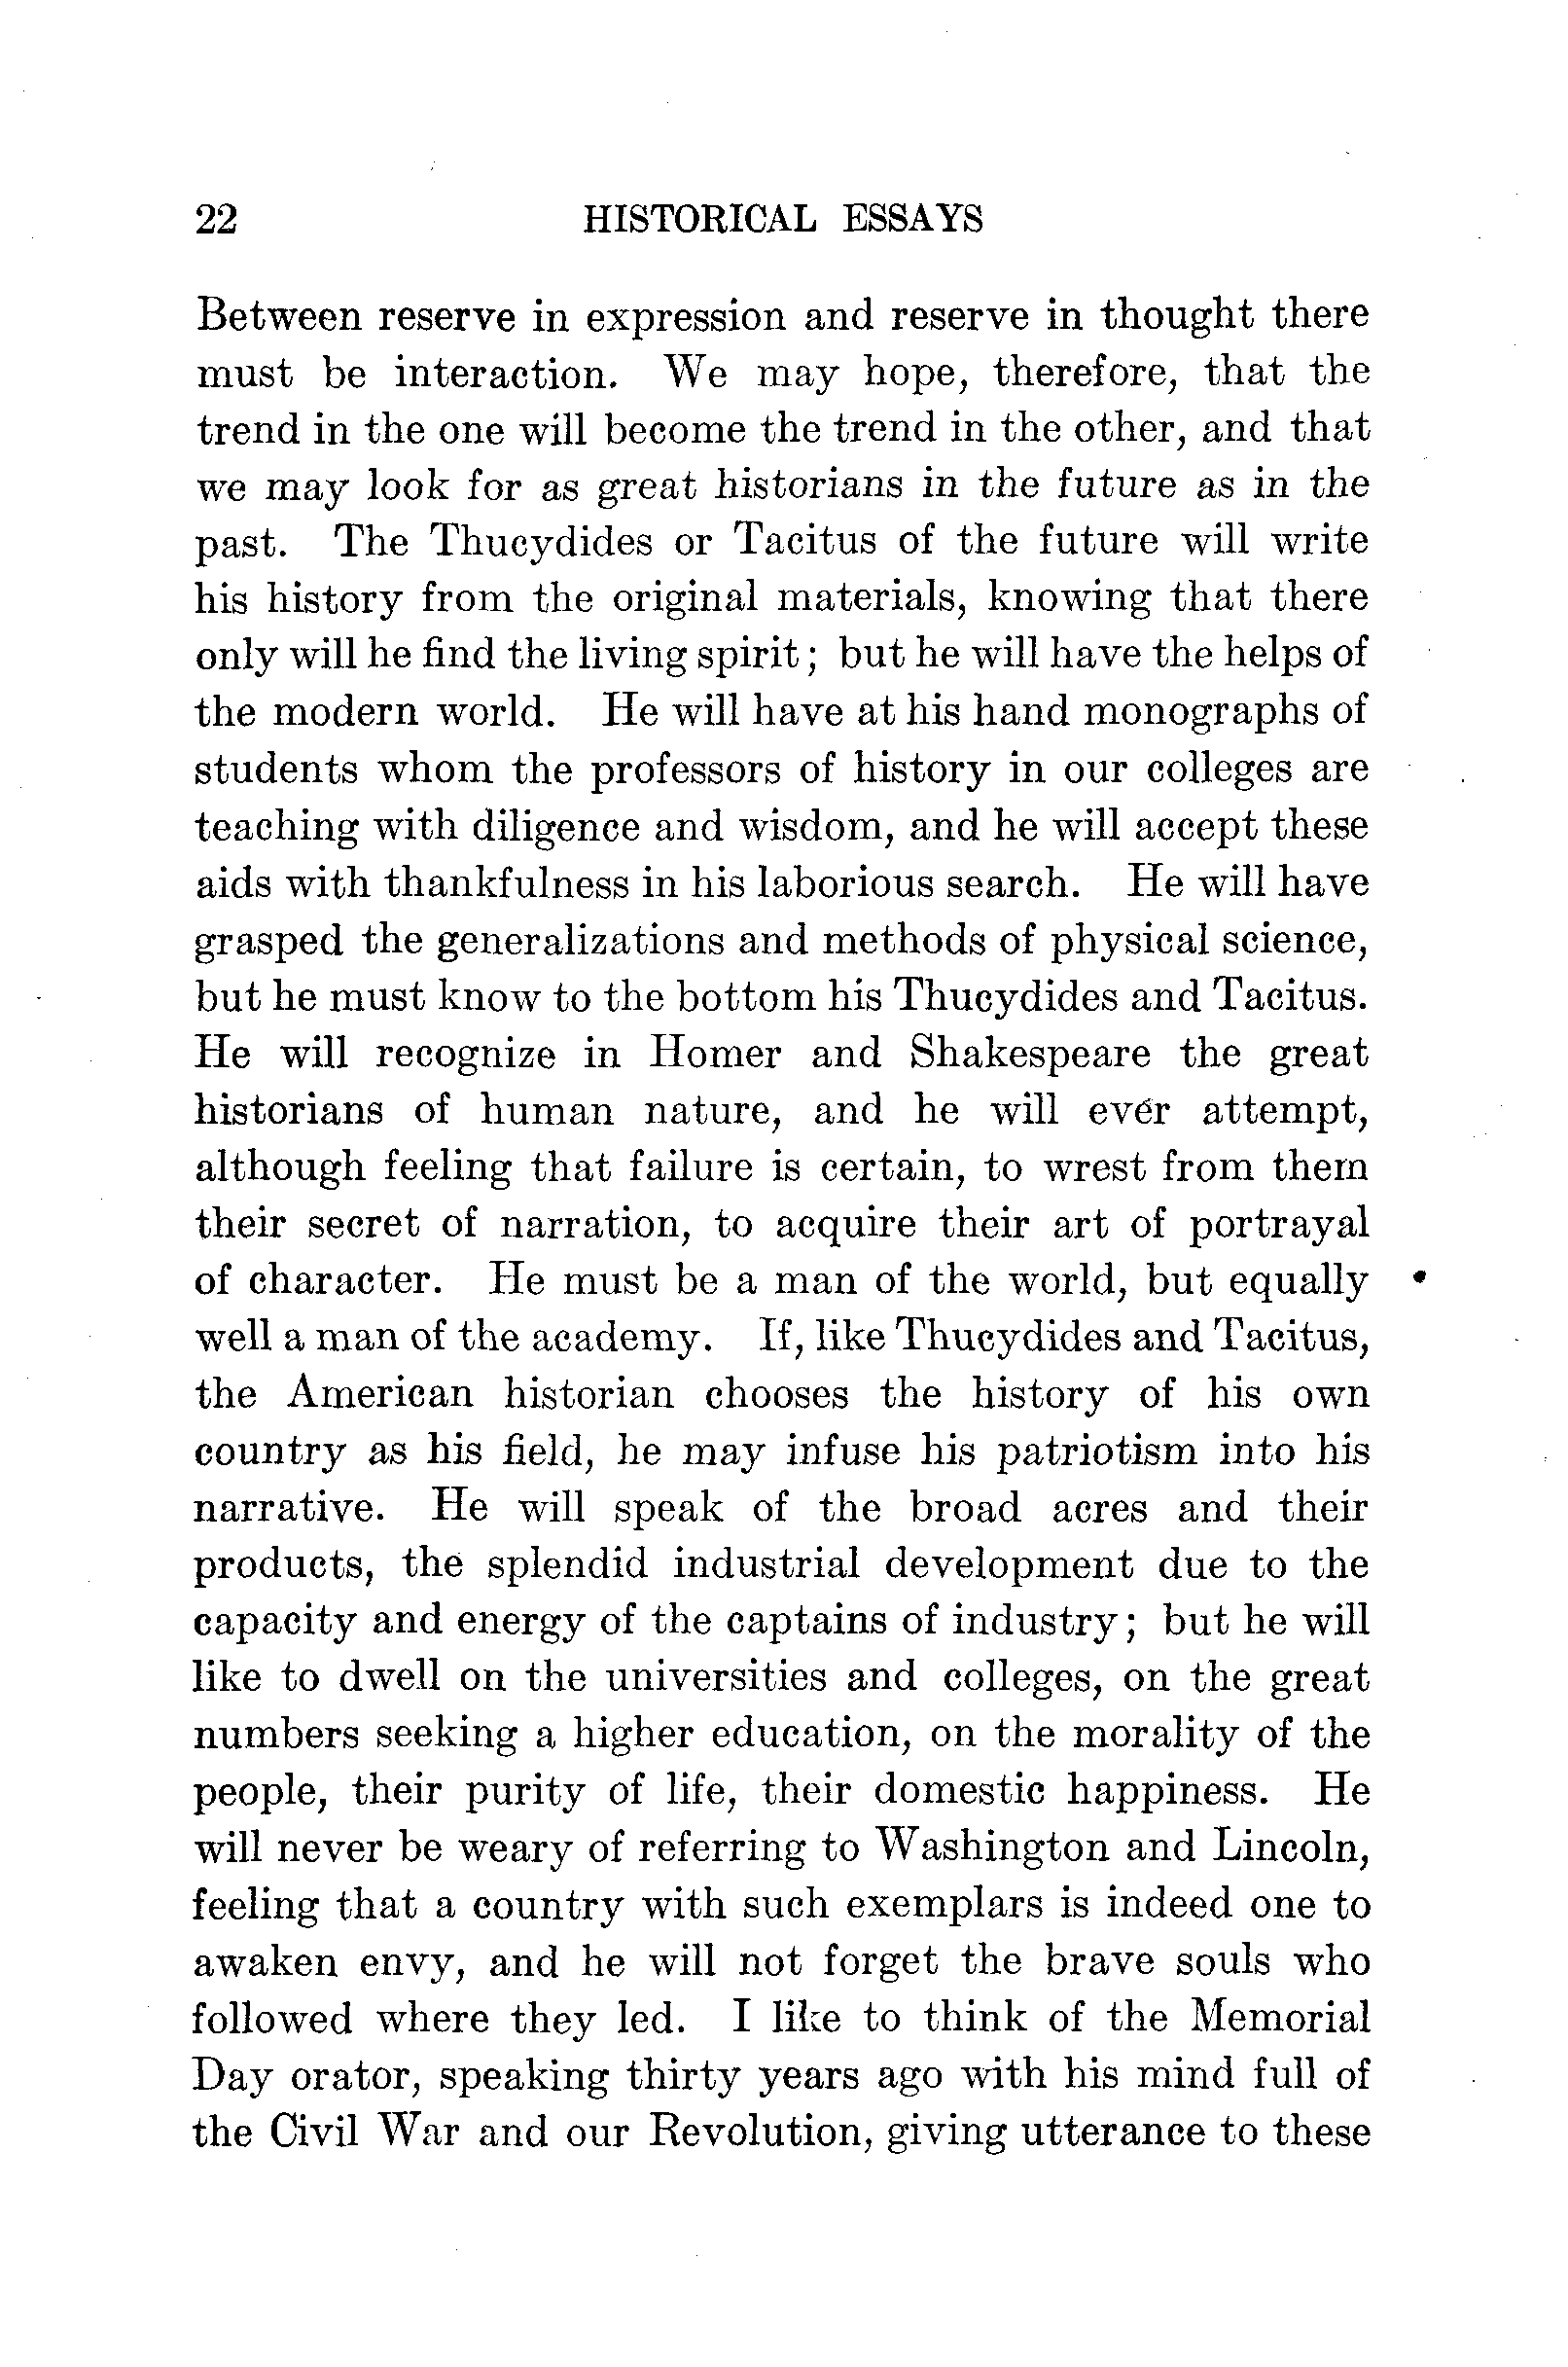 22 HISTORICAL ESSAYS
Between reserve in expression and reserve in thought there
must be interaction. We may hope, therefore, that the
trend in the one will become the trend in the other, and that
we may look for as great historians in the future as in the
past. The Thucydides or Tacitus of the future will write
his history from the original materials, knowing that there
only will he find the living spirit; but he will have the helps of
the modern world. He will have at his hand monographs of
students whom the professors of history in our colleges are
teaching with diligence and wisdom, and he will accept these
aids with thankfulness in his laborious search. He will have
grasped the generalizations and methods of physical science,
but he must know to the bottom his Thucydides and Tacitus.
He will recognize in Homer and Shakespeare the great
historians of human nature, and he will ever attempt,
although feeling that failure is certain, to wrest from them
their secret of narration, to acquire their art of portrayal
of character. He must be a man of the world, but equally
well a man of the academy. If, like Thucydides and Tacitus,
the American historian chooses the history of his own
country as his field, he may infuse his patriotism into his
narrative. He will speak of the broad acres and their
products, the splendid industrial development due to the
capacity and energy of the captains of industry; but he will
like to dwell on the universities and colleges, on the great
numbers seeking a higher education, on the morality of the
people, their purity of life, their domestic happiness. He
will never be weary of referring to Washington and Lincoln,
feeling that a country with such exemplars is indeed one to
awaken envy, and he will not forget the brave souls who
followed where they led. I like to think of the Memorial
Day orator, speaking thirty years ago with his mind full of
the Civil War and our Revolution, giving utterance to these